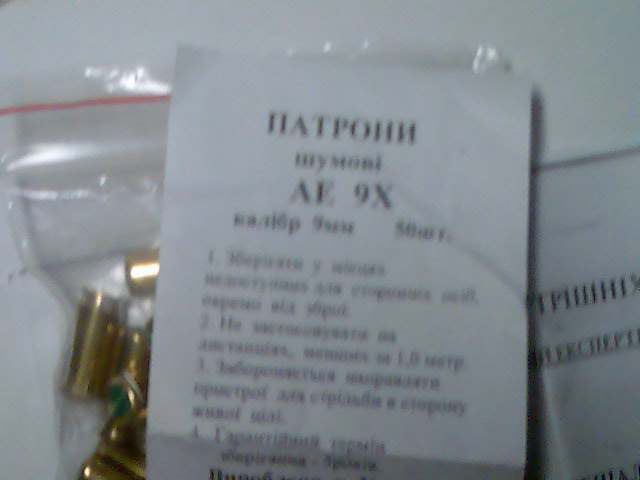 ПАТРОНИ
шумові
АЕ 9Х
калібр 9мм 50шт.
1. Зберігати у місцях
недоступних для сторонніх осіб,
окремо від зброї.
2. Не застосовувати на
дистанціях, менших за 1,0 метр.
3. Забороняється направляти
пристрої для стрільби в сторону
живої цілі.
4. Гарантійний термін
зберігання - 5років.